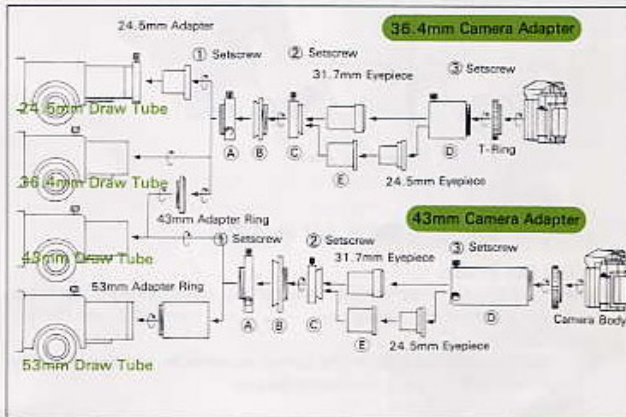 24.5mm Adapter
36.4mm Camera Adapter
① Setscrew
② Setscrew
31.7mm Eyepiece
③ Setscrew
24.5mm Draw Tube
Ⓐ
Ⓑ
Ⓒ
Ⓓ
T-Ring
Ⓔ
24.5mm Eyepiece
36.4mm Draw Tube
43mm Adapter Ring
43mm Camera Adapter
① Setscrew
② Setscrew
31.7mm Eyepiece
③ Setscrew
43mm Draw Tube
53mm Adapter Ring
Ⓐ
Ⓑ
Ⓒ
Ⓓ
Camera Body
Ⓔ
24.5mm Eyepiece
53mm Draw Tube